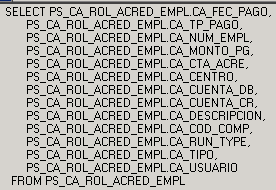 SELECT PS_CA_ROL_ACRED_EMPL.CA_FEC_PAGO,
PS_CA_ROL_ACRED_EMPL.CA_TP_PAGO,
PS_CA_ROL_ACRED_EMPL.CA_NUM_EMPL,
PS_CA_ROL_ACRED_EMPL.CA_MONTO_PG,
PS_CA_ROL_ACRED_EMPL.CA_CTA_ACRE,
PS_CA_ROL_ACRED_EMPL.CA_CENTRO,
PS_CA_ROL_ACRED_EMPL.CA_CUENTA_DB,
PS_CA_ROL_ACRED_EMPL.CA_CUENTA_CR,
PS_CA_ROL_ACRED_EMPL.CA_DESCRIPCION,
PS_CA_ROL_ACRED_EMPL.CA_COD_COMP,
PS_CA_ROL_ACRED_EMPL.CA_RUN_TYPE,
PS_CA_ROL_ACRED_EMPL.CA_TIPO,
PS_CA_ROL_ACRED_EMPL.CA_USUARIO
FROM PS_CA_ROL_ACRED_EMPL